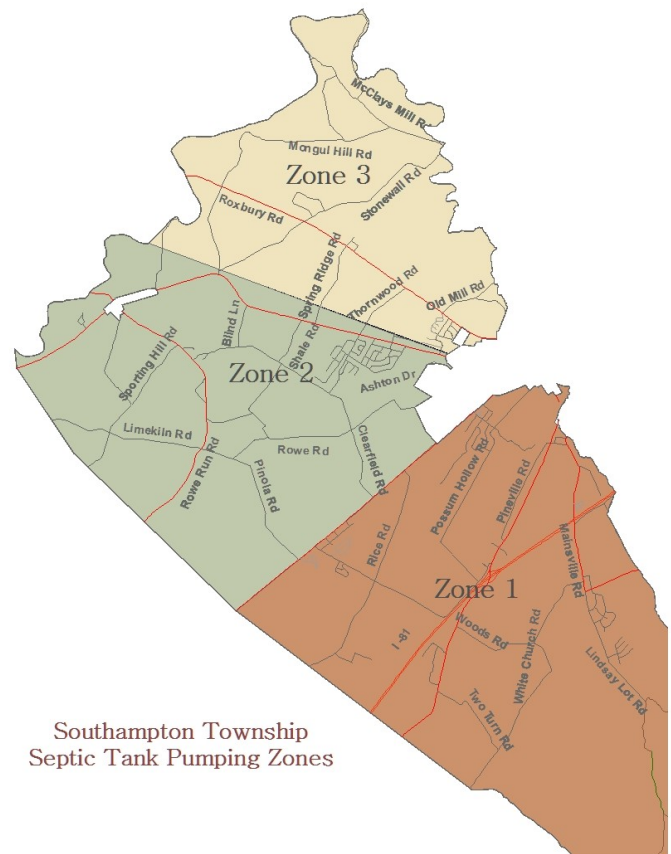 McClays Mill R
Mongul Hill Rd
Zone 3
Stonewall Rd
Roxbury Rd
Spring Ridge Rd
Thornwood Rd
Old Mill Rd
Blind Ln
Shale Rd
Sporting Hill Rd
Zone 2
Ashton Dr
Limekiln Rd
Rowe Rd
Clearfield Rd
Rowe Run Rd
Pinola Rd
Possum Hollow Rd
Pineville Rd
Rice Rd
Mainsville Rd
Zone 1
Woods Rd
I -81
White Church Rd
Two Turn Rd
Lindsay Lot Rd
Southampton Township
Septic Tank Pumping Zones